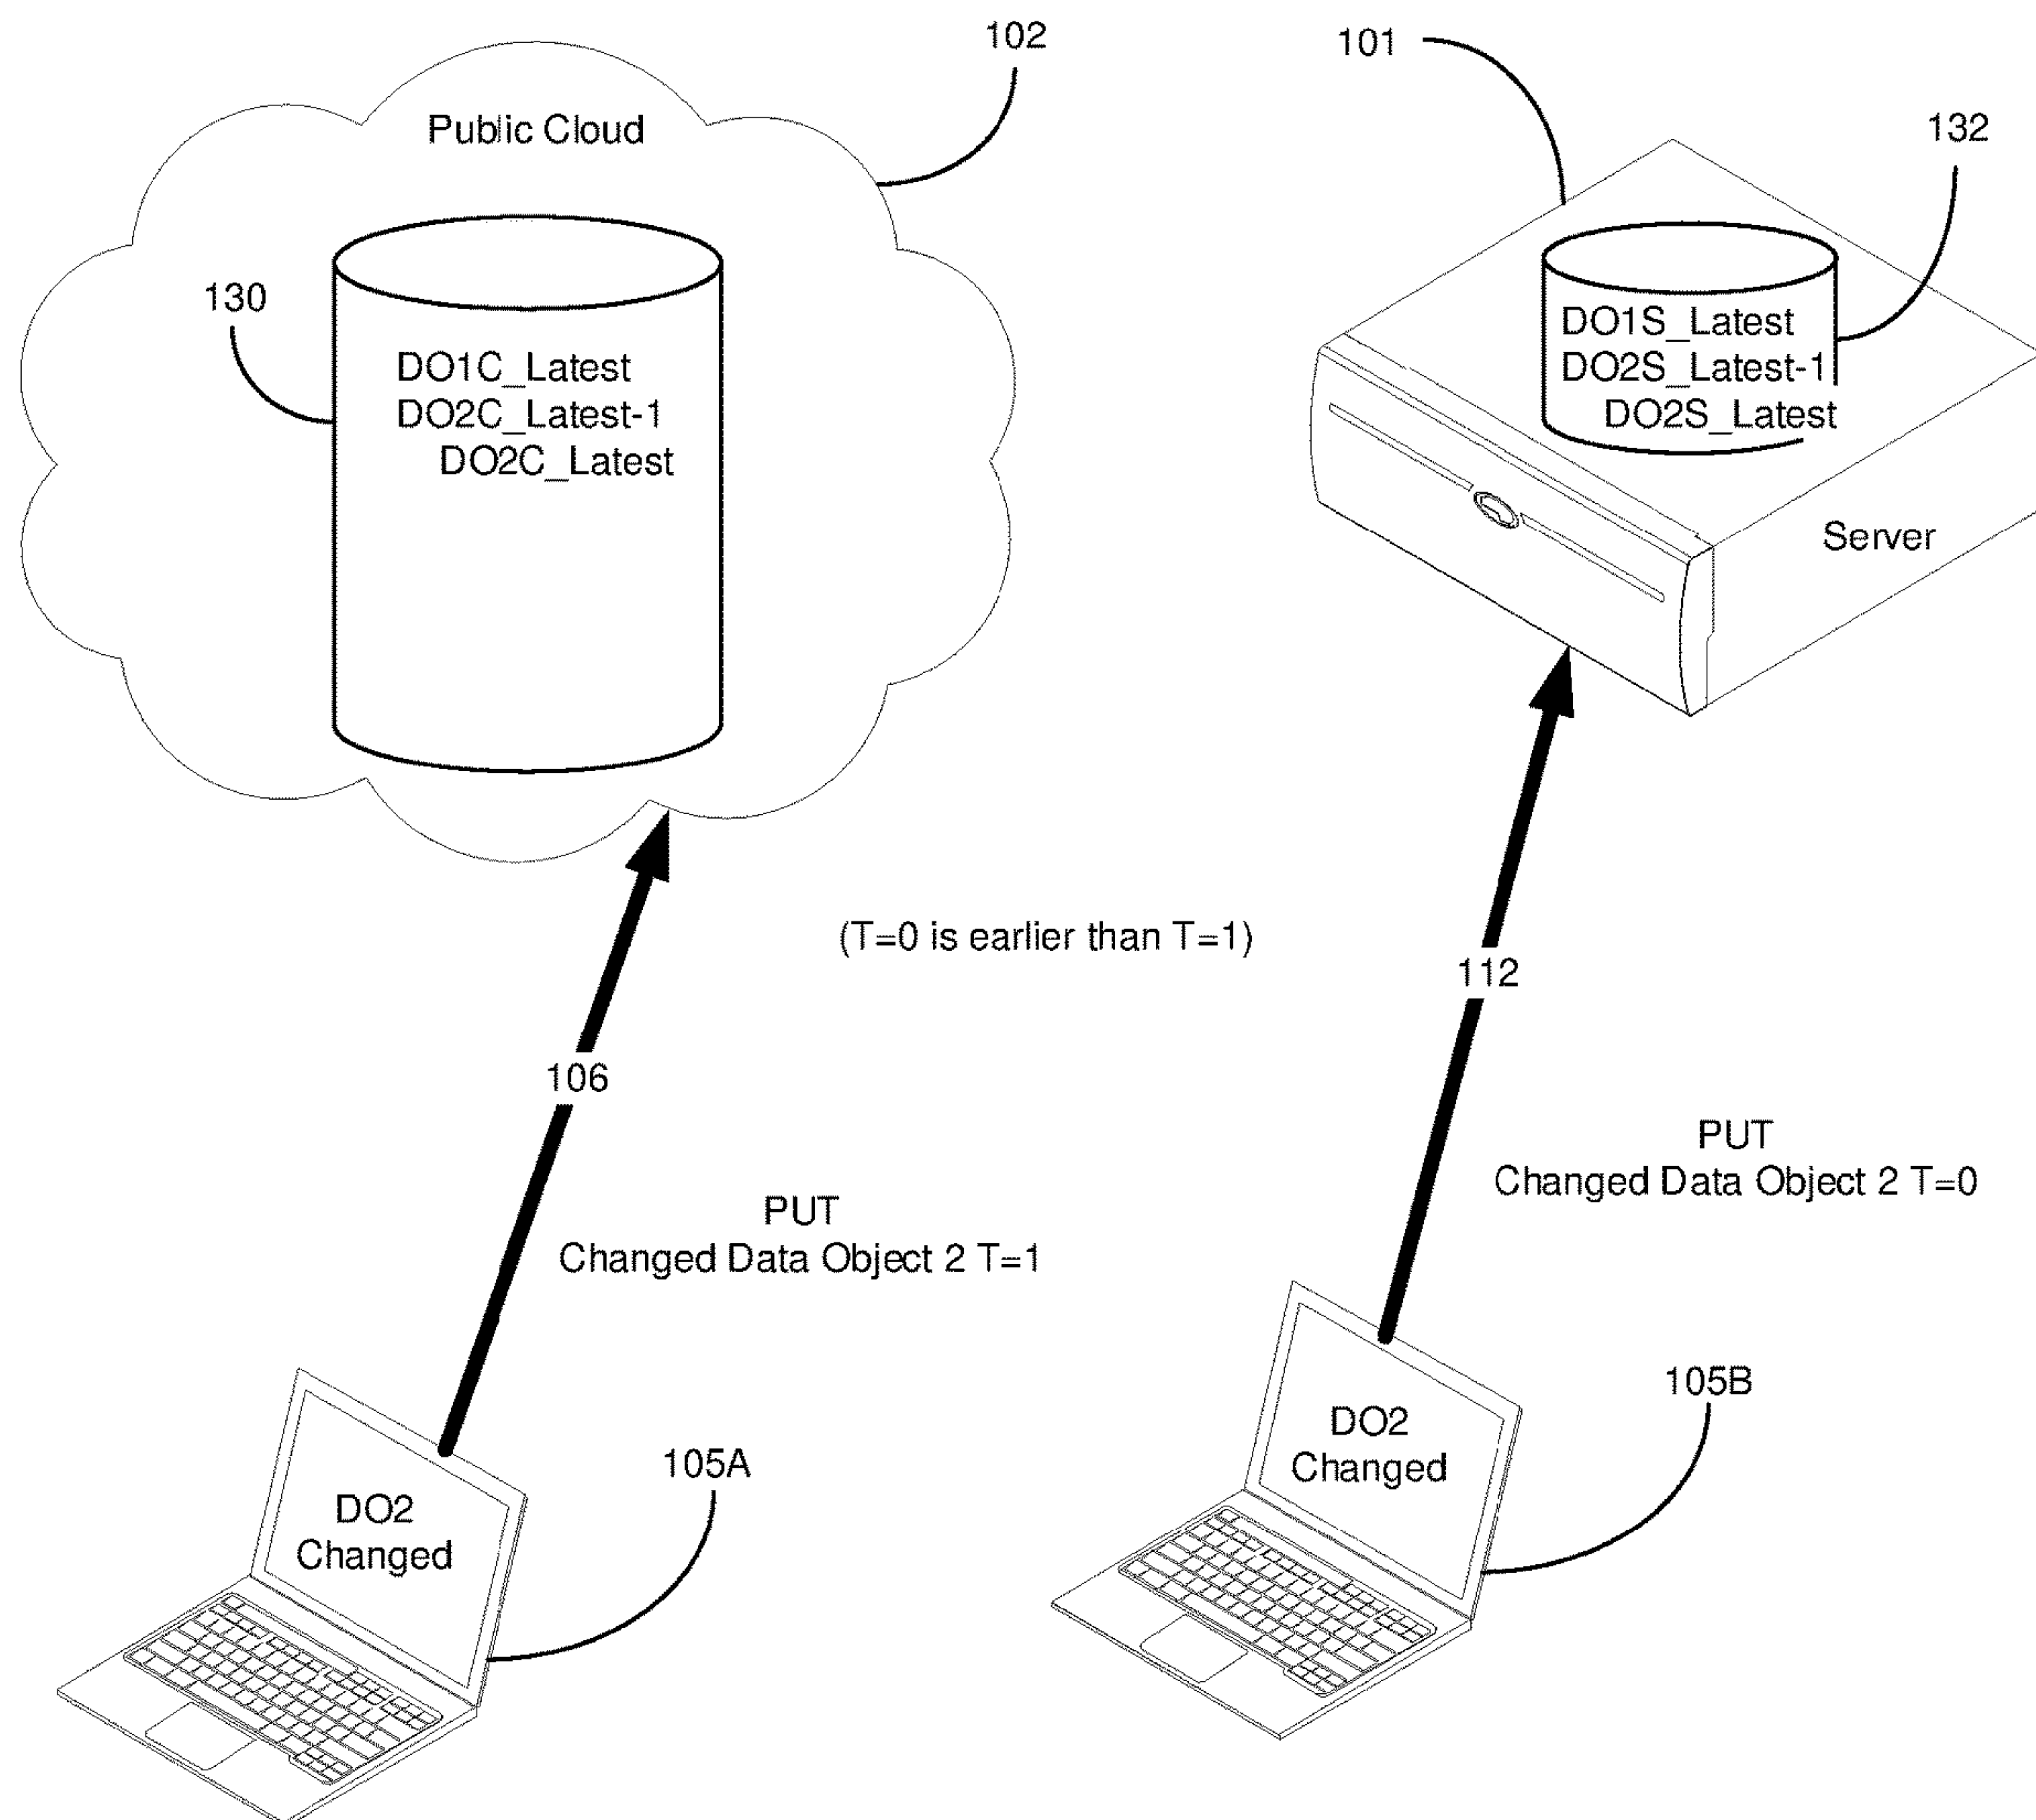 102
101
Public Cloud
132
130
DO1C_Latest
DO2C_Latest-1
DO2C_Latest
DO1S_Latest
DO2S_Latest-1
DO2S_Latest
Server
(T=0 is earlier than T=1)
112
106
PUT
Changed Data Object 2 T=0
PUT
Changed Data Object 2 T=1
105B
DO2
Changed
105A
DO2
Changed